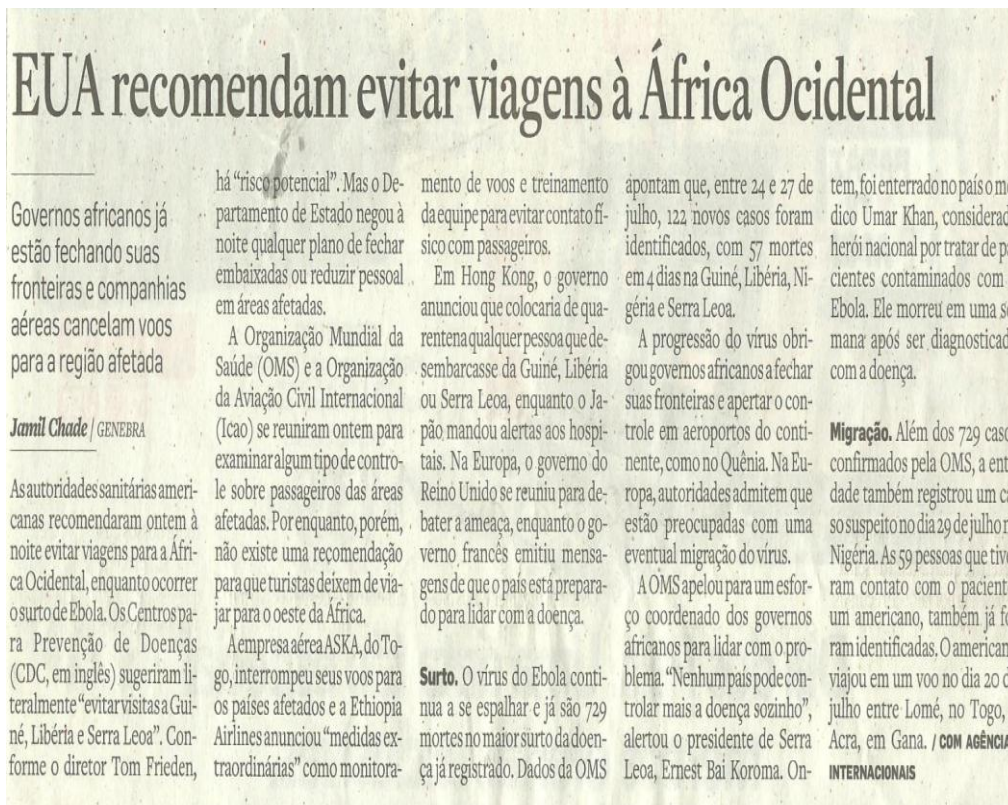 EUA recomendam evitar viagens à África Ocidental
Governos africanos já
estão fechando suas
fronteiras e companhias
aéreas cancelam voos
para a região afetada
Jamil Chade / GENEBRA
As autoridades sanitárias ameri-
canas recomendaram ontem à
noite evitar viagens para a Áfri-
ca Ocidental, enquanto ocorrer
o surto de Ebola. Os Centros pa-
ra Prevenção de Doenças
(CDC, em inglês) sugeriram li-
teralmente “evitar visitas a Gui-
né, Libéria e Serra Leoa”. Con-
forme o diretor Tom Frieden,
há “risco potencial”. Mas o De-
partamento de Estado negou à
noite qualquer plano de fechar
embaixadas ou reduzir pessoal
em áreas afetadas.
A Organização Mundial da
Saúde (OMS) e a Organização
da Aviação Civil Internacional
(Icao) se reuniram ontem para
examinar algum tipo de contro-
le sobre passageiros das áreas
afetadas. Por enquanto, porém,
não existe uma recomendação
para que turistas deixem de via-
jar para o oeste da África.
A empresa aérea ASKA, do To-
go, interrompeu seus voos para
os países afetados e a Ethiopia
Airlines anunciou “medidas ex-
traordinárias” como monitora-
mento de voos e treinamento
da equipe para evitar contato fí-
sico com passageiros.
Em Hong Kong, o governo
anunciou que colocaria de qua-
rentena qualquer pessoa que de-
sembarcasse da Guiné, Libéria
ou Serra Leoa, enquanto o Ja-
pão mandou alertas aos hospi-
tais. Na Europa, o governo do
Reino Unido se reuniu para de-
bater a ameaça, enquanto o go-
verno francês emitiu mensa-
gens de que o país está prepara-
do para lidar com a doença.
Surto. O vírus do Ebola conti-
nua a se espalhar e já são 729
mortes no maior surto da doen-
ça já registrado. Dados da OMS
apontam que, entre 24 e 27 de
julho, 122 novos casos foram
identificados, com 57 mortes
em 4 dias na Guiné, Libéria, Ni-
géria e Serra Leoa.
A progressão do vírus obri-
gou governos africanos a fechar
suas fronteiras e apertar o con-
trole em aeroportos do conti-
nente, como no Quênia. Na Eu-
ropa, autoridades admitem que
estão preocupadas com uma
eventual migração do vírus.
A OMS apelou para um esfor-
ço coordenado dos governos
africanos para lidar com o pro-
blema. “Nenhum país pode con-
trolar mais a doença sozinho”,
alertou o presidente de Serra
Leoa, Ernest Bai Koroma. On-
tem, foi enterrado no país o mé
dico Umar Khan, considerad
herói nacional por tratar de p
cientes contaminados com
Ebola. Ele morreu em uma se
mana após ser diagnosticad
com a doença.
Migração. Além dos 729 caso
confirmados pela OMS, a enti
dade também registrou um ca
so suspeito no dia 29 de julho
Nigéria. As 59 pessoas que tive
ram contato com o pacient
um americano, também já fo
ram identificadas. O american
viajou em um voo no dia 20 d
julho entre Lomé, no Togo,
Acra, em Gana. / COM AGÊNCIA
INTERNACIONAIS